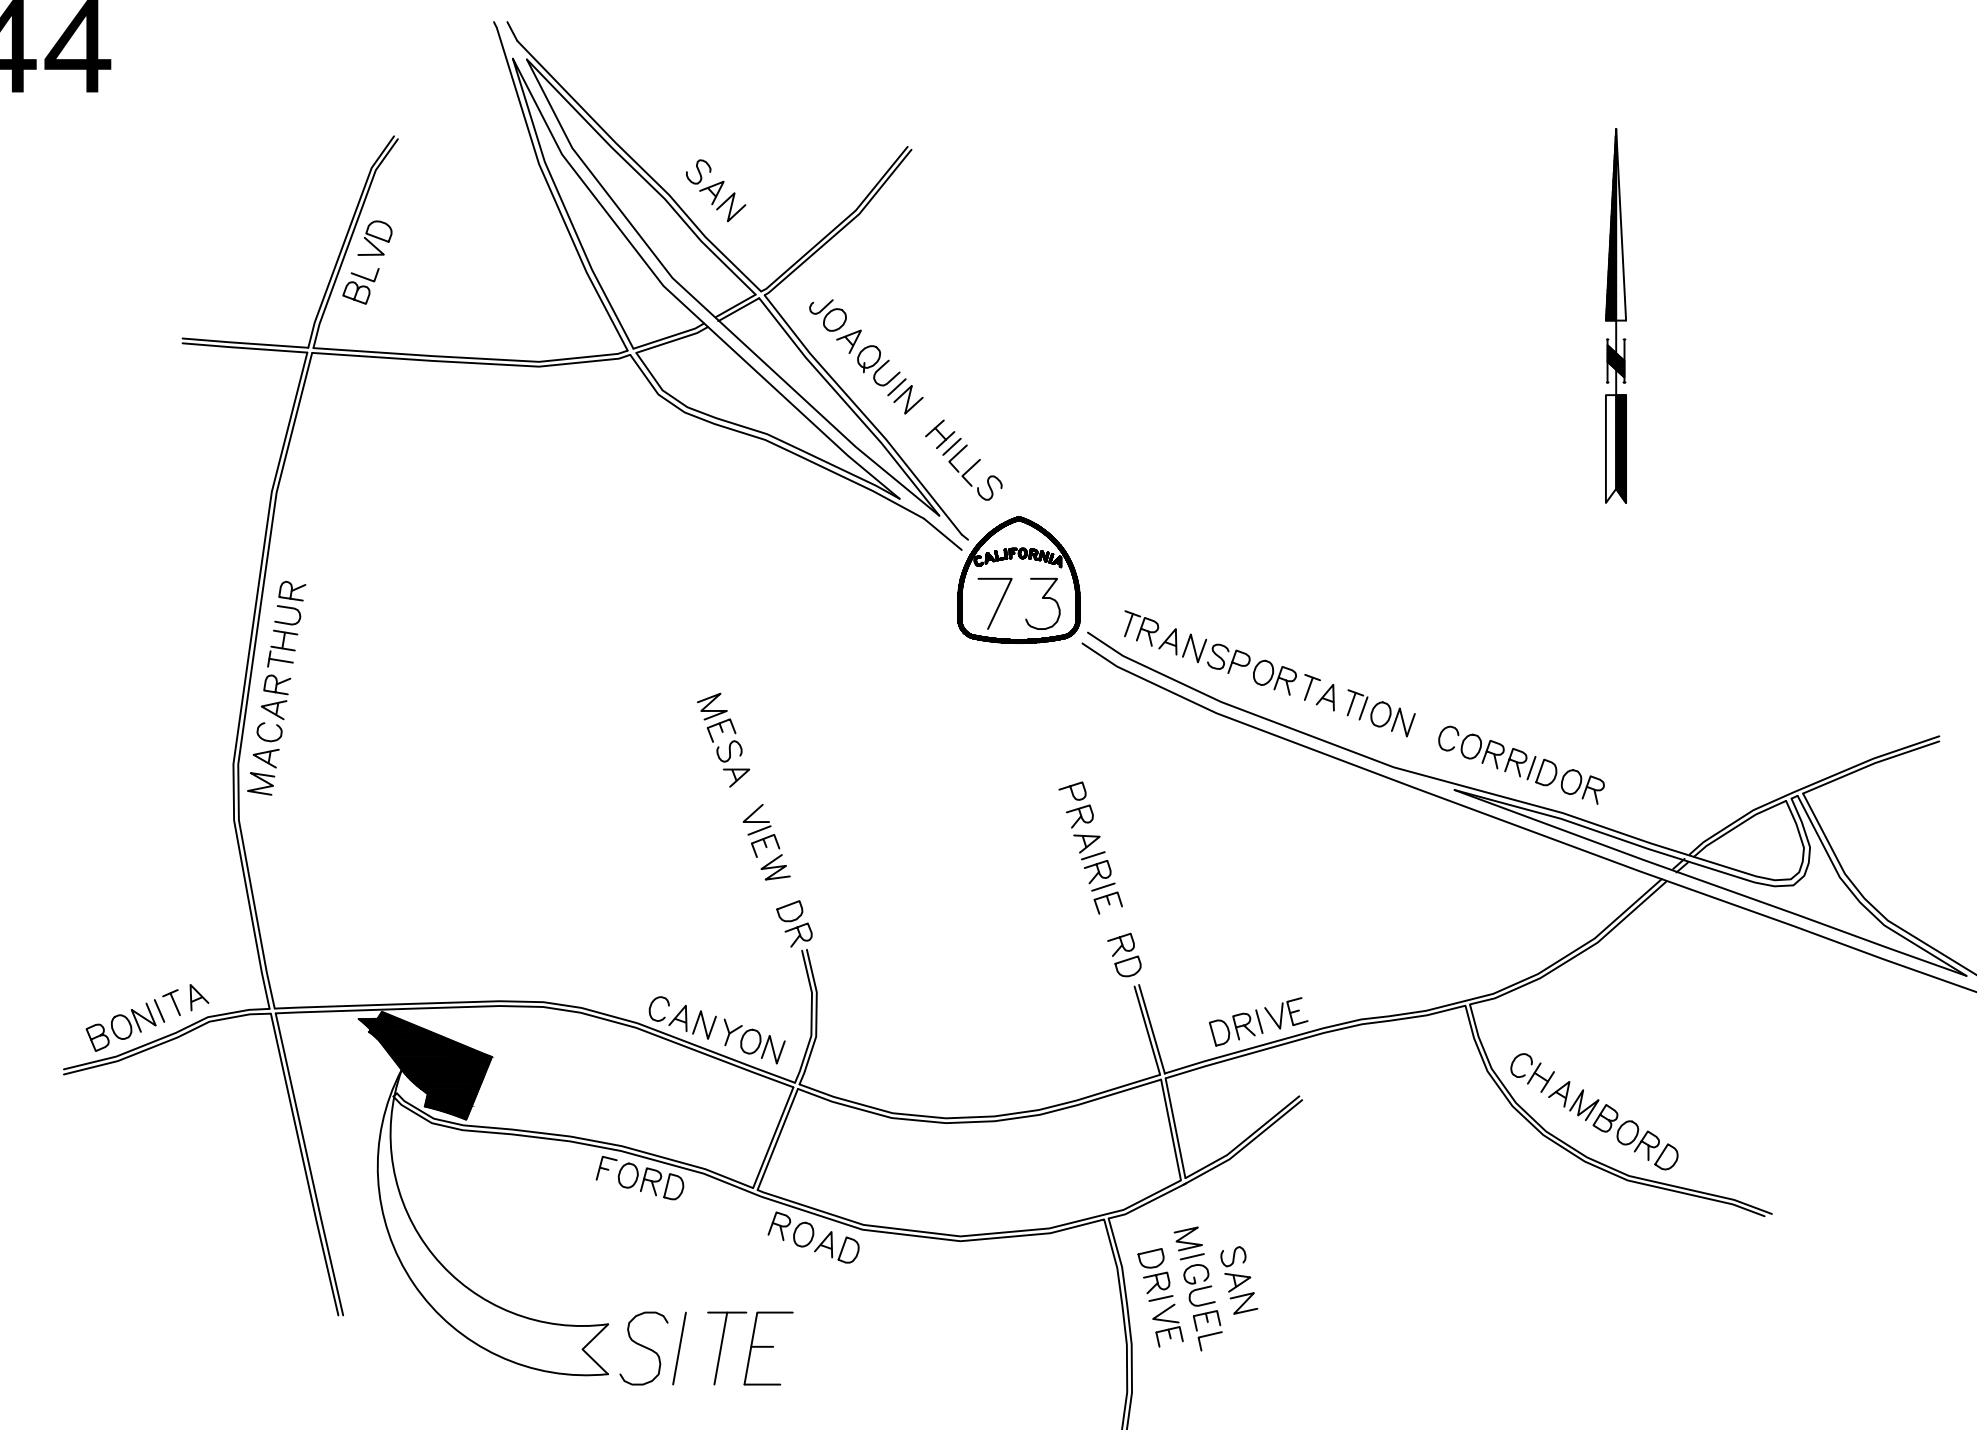 44
SAN
JOAQUIN HILLS
BLVD
N
CALIFORNIA
73
TRANSPORTATION CORRIDOR
MACARTHUR
MESA VIEW DR
PRAIRIE RD
BONITA
CANYON
DRIVE
CHAMBORD
FORD
ROAD
SAN
MIGUEL
DRIVE
SITE